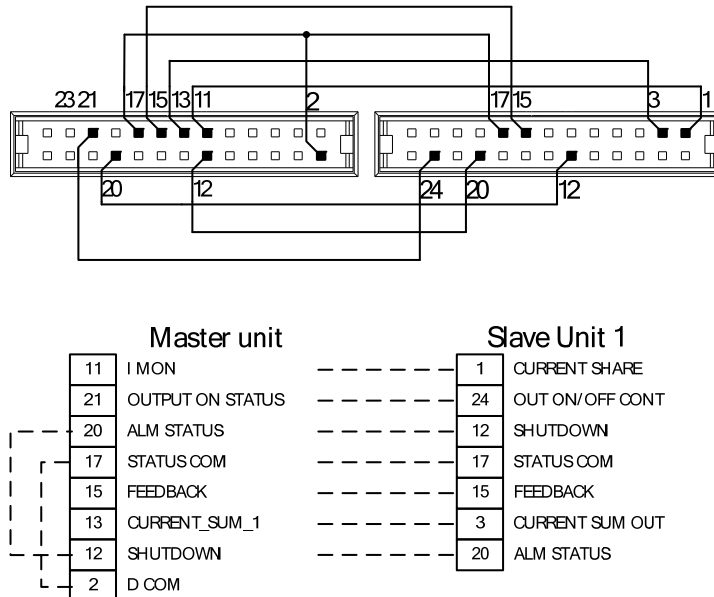 23 21 17 15 13 11 2 17 15 3 1
20 12 24 20 12
Master unit Slave Unit 1
11 I MON 1 CURRENT SHARE
21 OUTPUT ON STATUS 24 OUT ON/OFF CONT
20 ALM STATUS 12 SHUTDOWN
17 STATUS COM 17 STATUS COM
15 FEEDBACK 15 FEEDBACK
13 CURRENT_SUM_1 3 CURRENT SUM OUT
12 SHUTDOWN 20 ALM STATUS
2 D COM